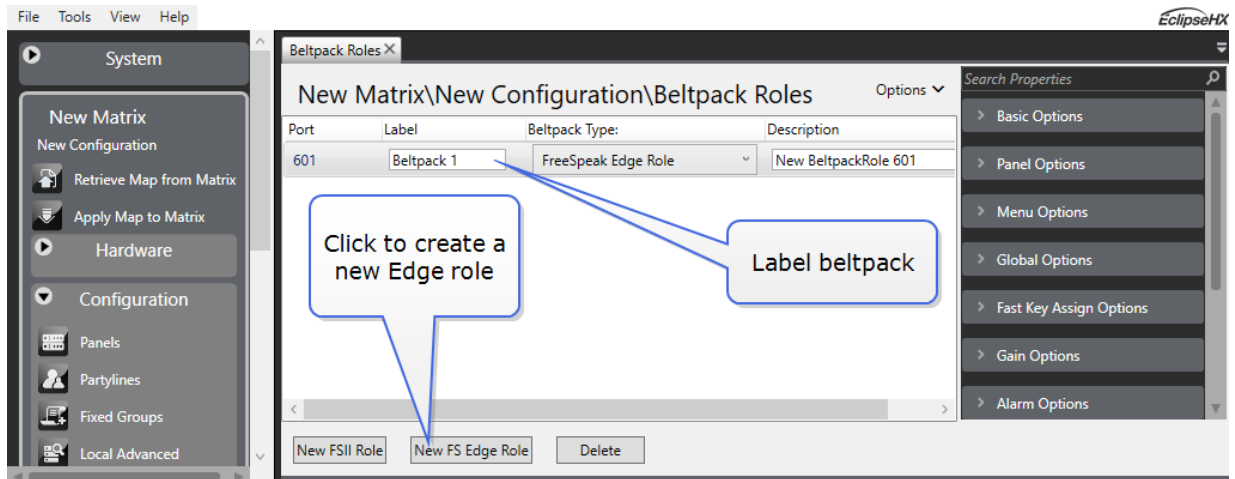 File Tools View Help
EclipseHX
System
New Matrix
New Configuration
Retrieve Map from Matrix
Apply Map to Matrix
Hardware
Configuration
Panels
Partylines
Fixed Groups
Local Advanced
Beltpack Roles
New Matrix\New Configuration\Beltpack Roles
Options
Port Label Beltpack Type: Description
601 Beltpack 1 FreeSpeak Edge Role New BeltpackRole 601
Click to create a
new Edge role
Label beltpack
New FSII Role New FS Edge Role Delete
Search Properties
Basic Options
Panel Options
Menu Options
Global Options
Fast Key Assign Options
Gain Options
Alarm Options